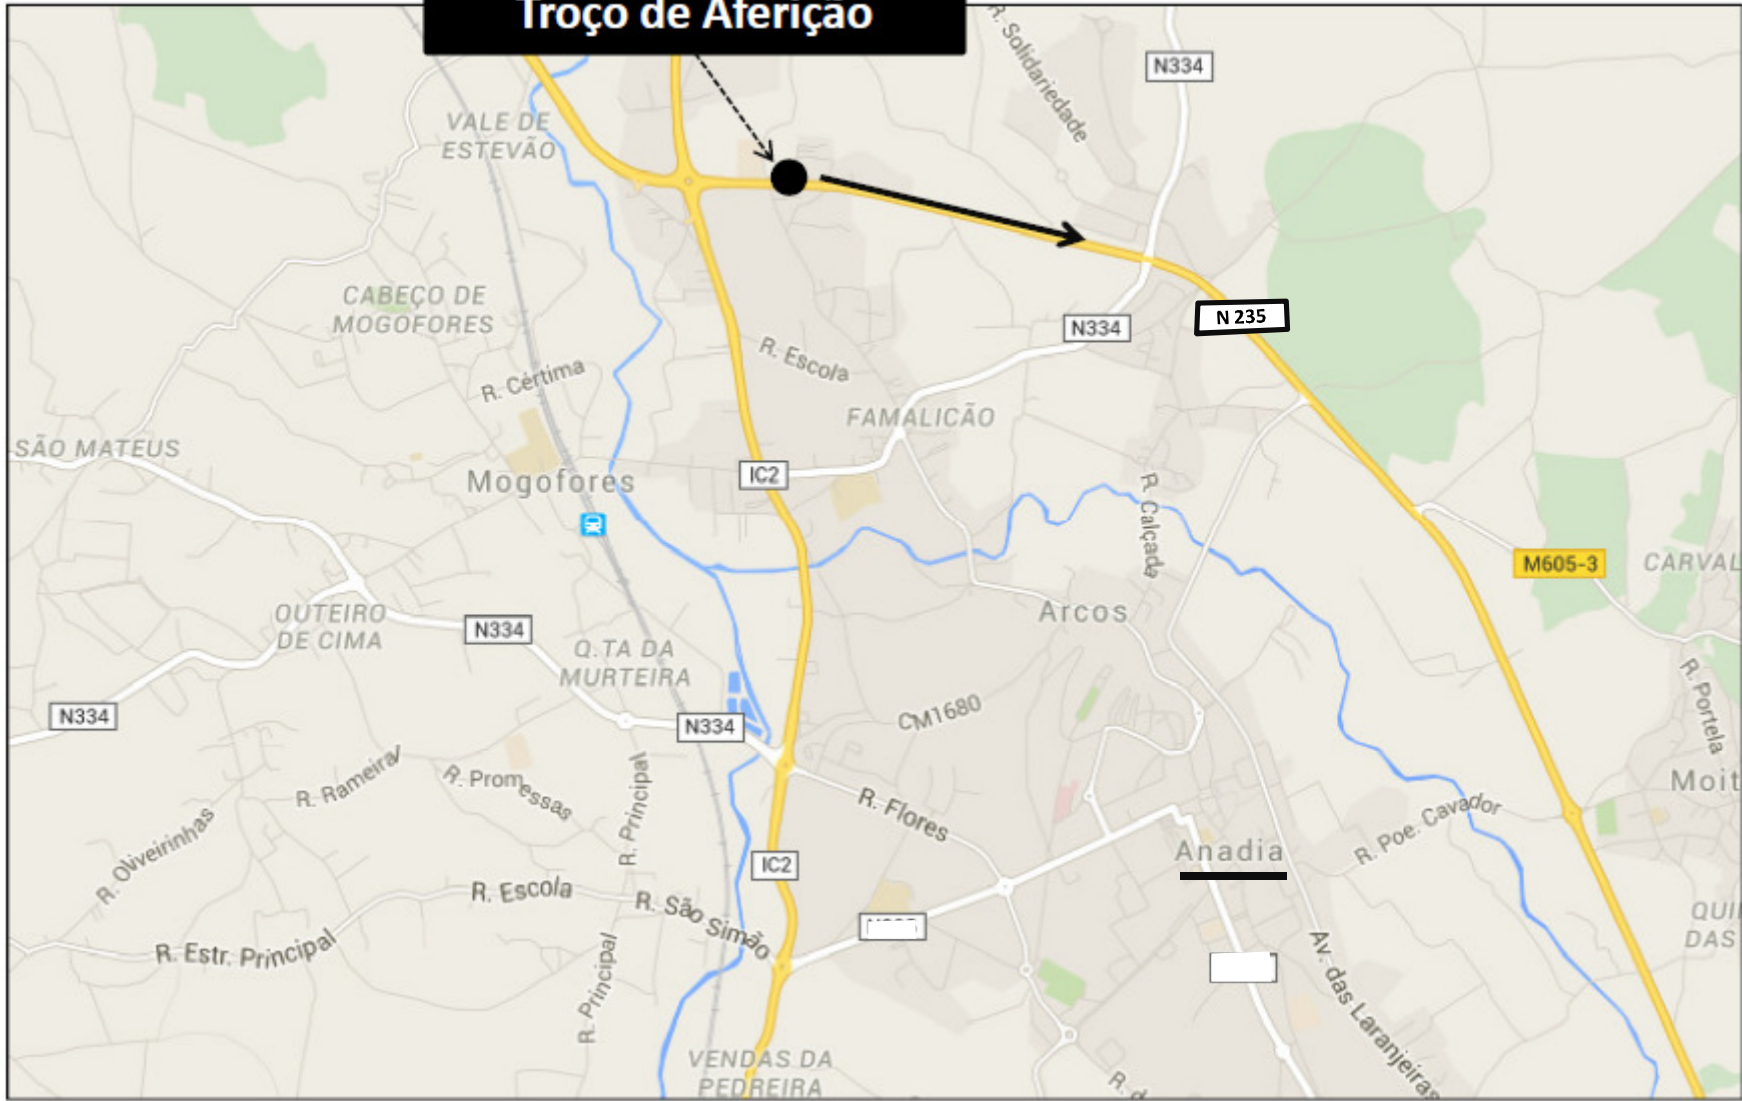 Troço de Aferição
R. Solidariedade
N334
VALE DE
ESTEVÃO
CABEÇO DE
MOGOFORES
N 235
N334
R. Escola
R. Cértima
FAMALICÃO
SÃO MATEUS
IC2
Mogofores
R. Calçada
M605-3
CARVAL
OUTEIRO
DE CIMA
N334
Arcos
Q.TA DA
MURTEIRA
R. Portela
N334
N334
CM1680
R. Rameira
R. Promessas
R. Principal
Moit
R. Flores
R. Poe. Cavador
R. Oliveirinhas
Anadia
IC2
R. Escola
R. São Simão
QUI
DAS
R. Estr. Principal
R. Principal
Av. das Laranjeiras
VENDAS DA
PEDREIRA
R. d